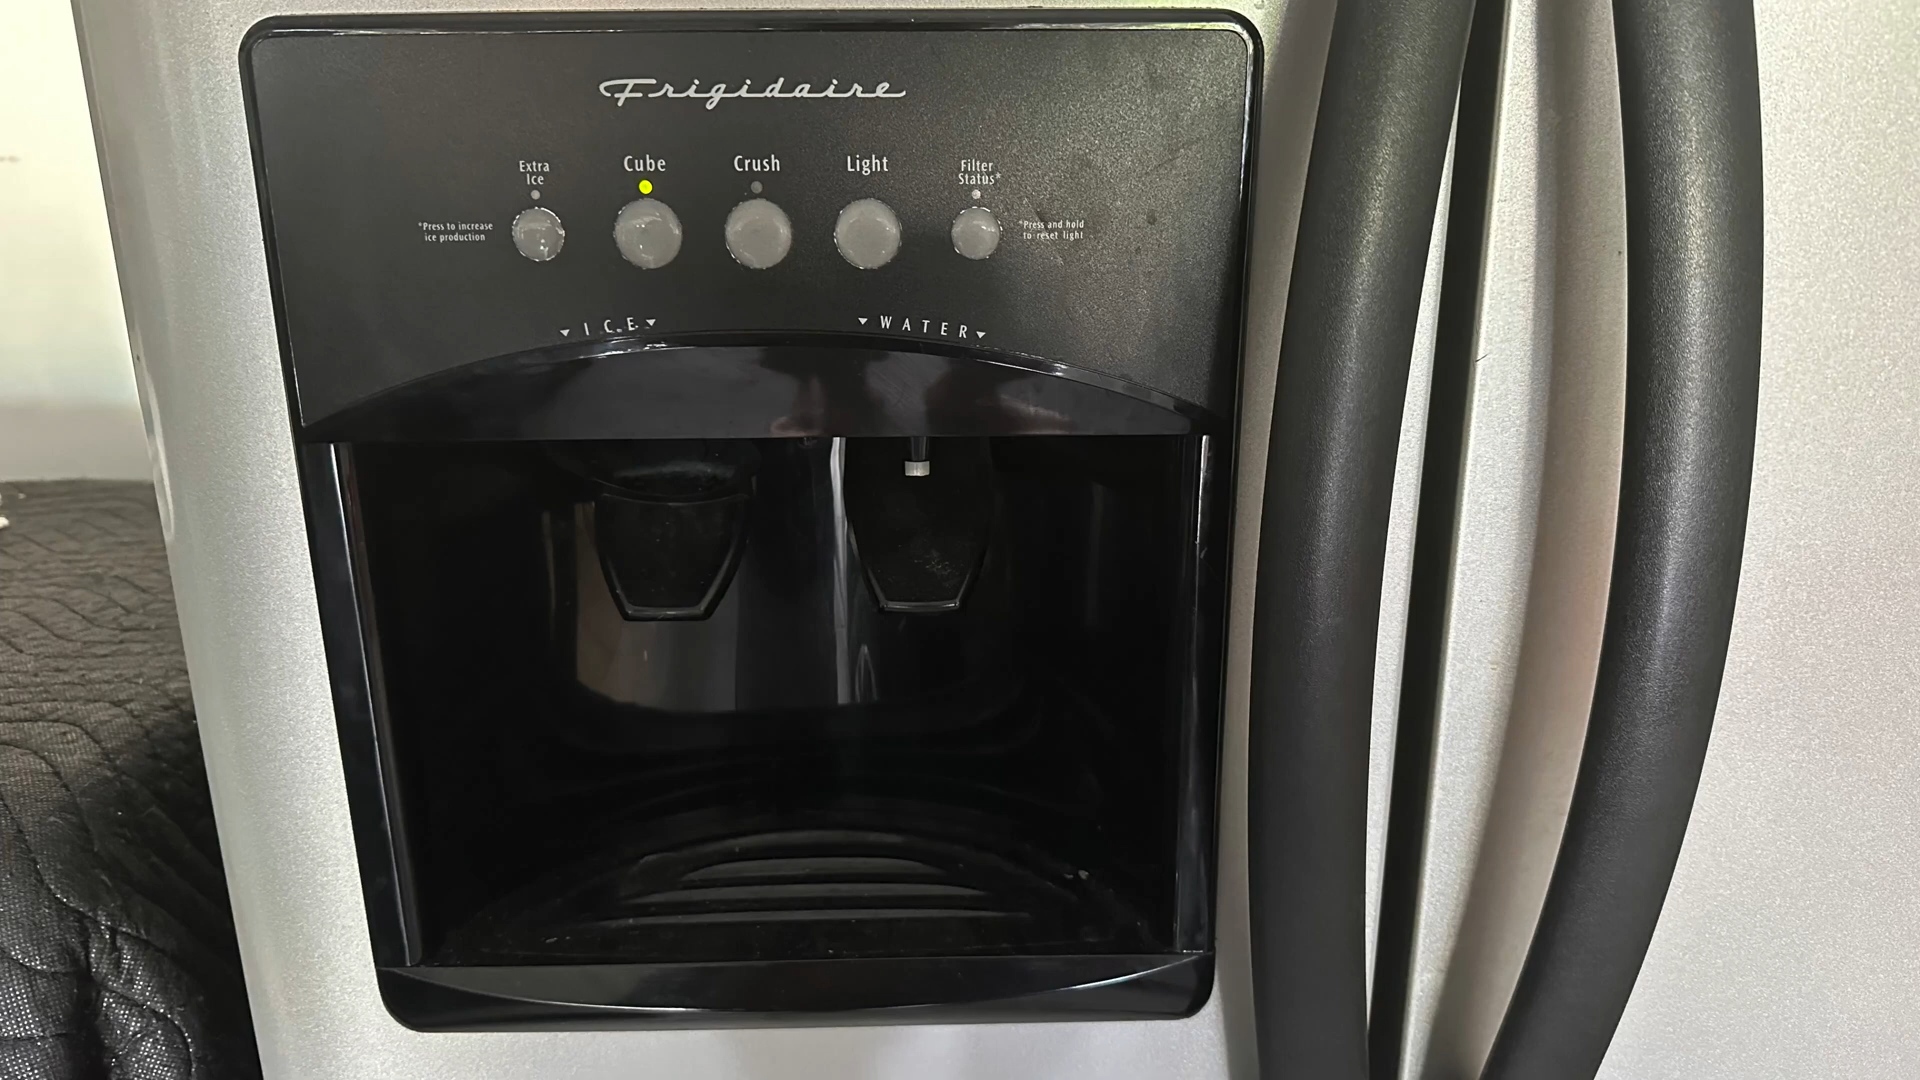 Frigidaire
Extra
Ice
Cube
Crush
Light
Filter
Status*
*Press to increase
ice production
*Press and hold
to reset light
ICE
WATER